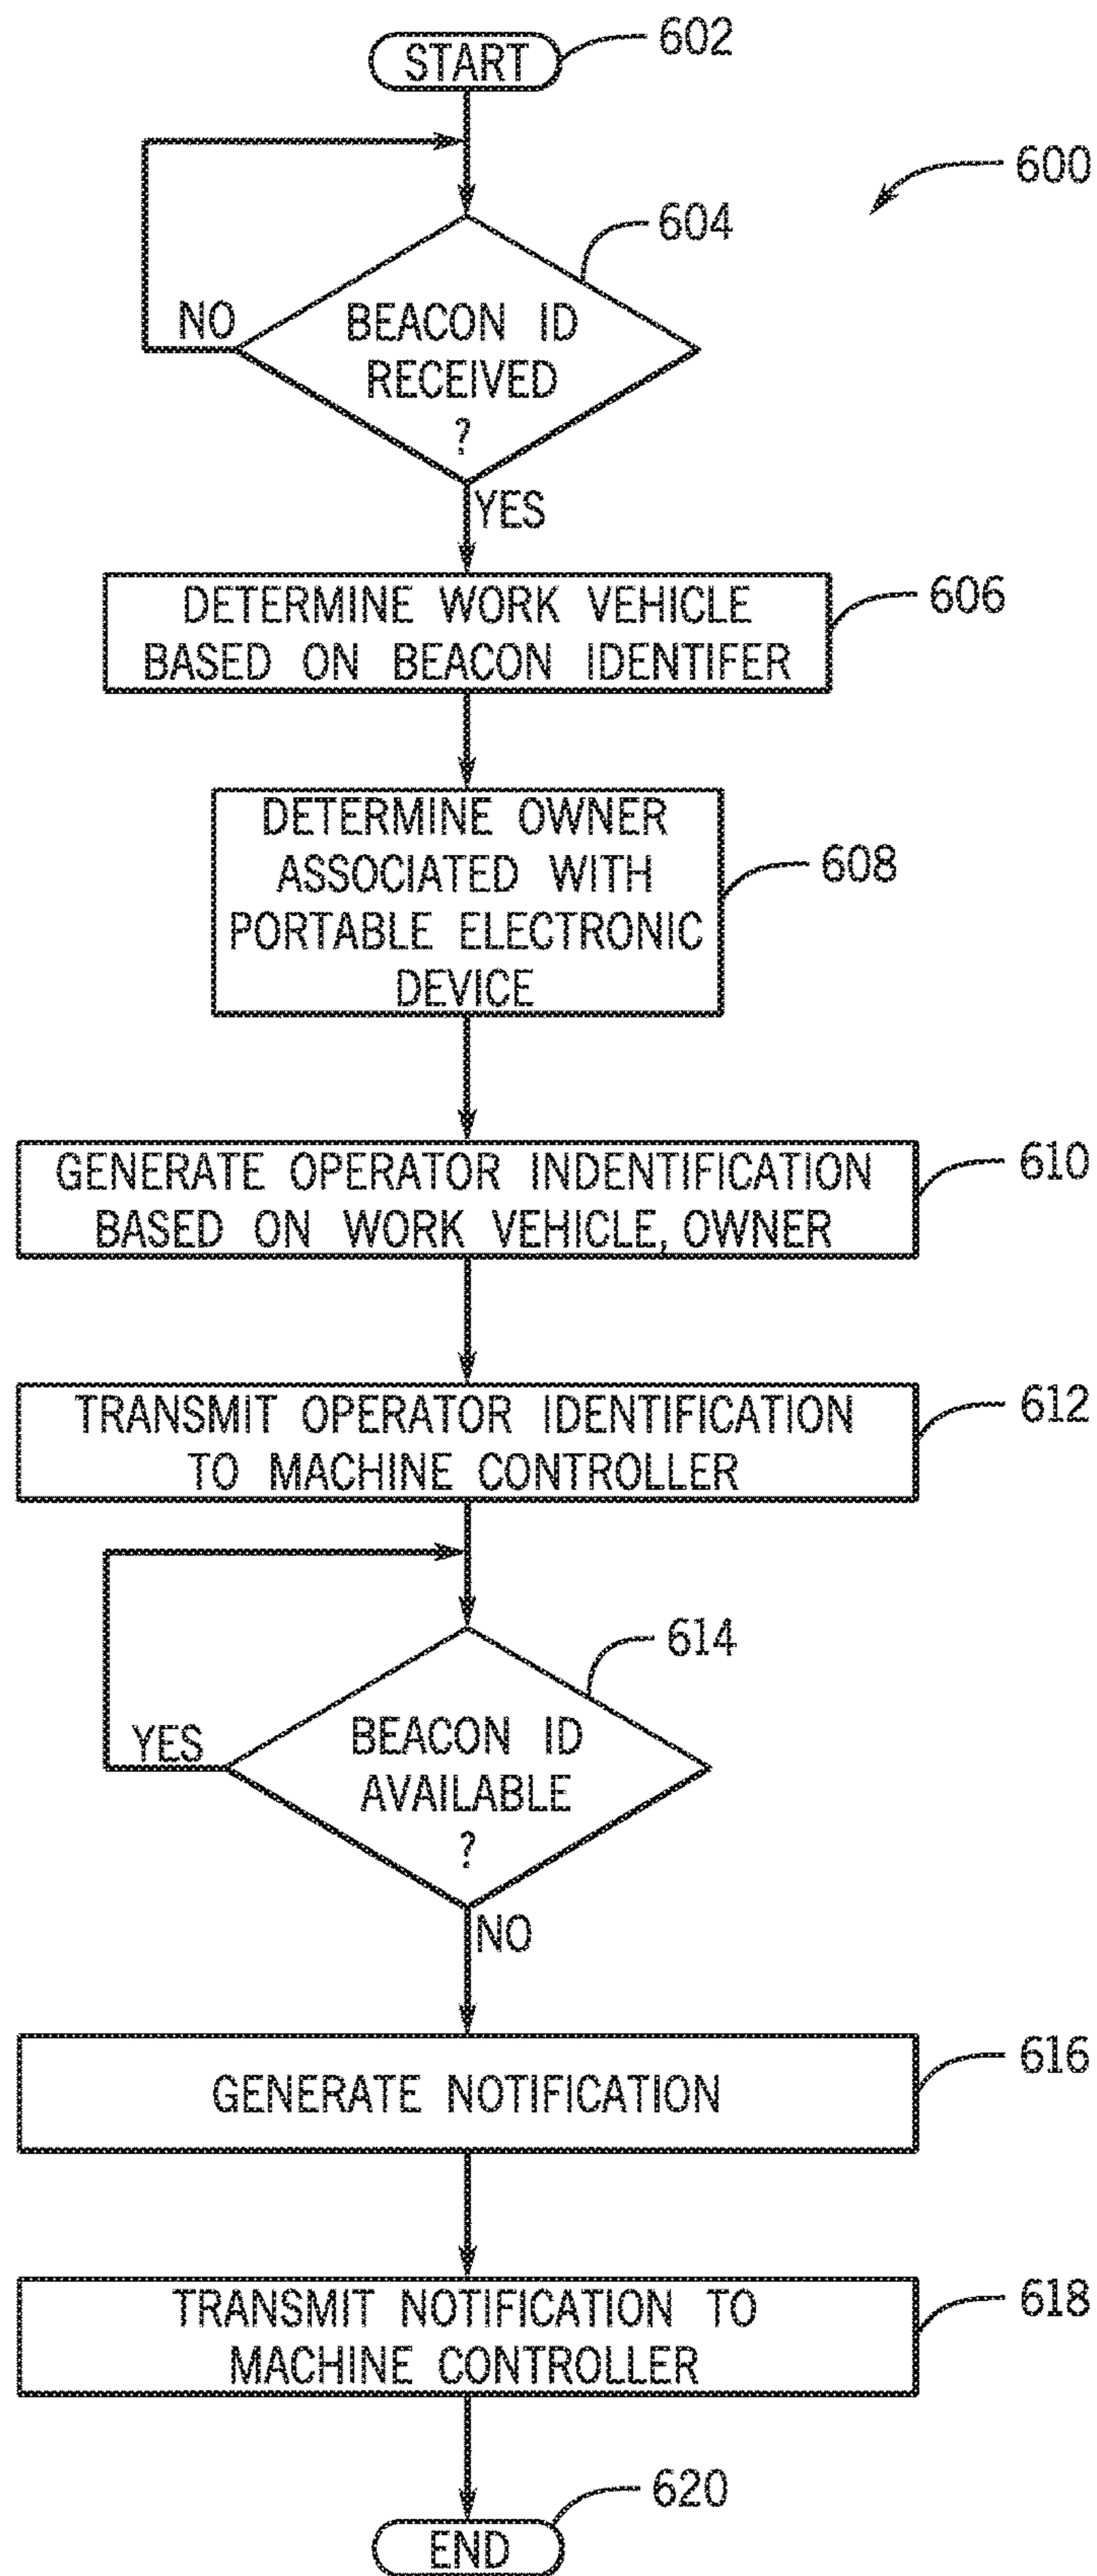 START
602
600
604
NO
BEACON ID
RECEIVED
?
YES
DETERMINE WORK VEHICLE
BASED ON BEACON IDENTIFER
606
DETERMINE OWNER
ASSOCIATED WITH
PORTABLE ELECTRONIC
DEVICE
608
GENERATE OPERATOR INDENTIFICATION
BASED ON WORK VEHICLE, OWNER
610
TRANSMIT OPERATOR IDENTIFICATION
TO MACHINE CONTROLLER
612
614
YES
BEACON ID
AVAILABLE
?
NO
GENERATE NOTIFICATION
616
TRANSMIT NOTIFICATION TO
MACHINE CONTROLLER
618
620
END